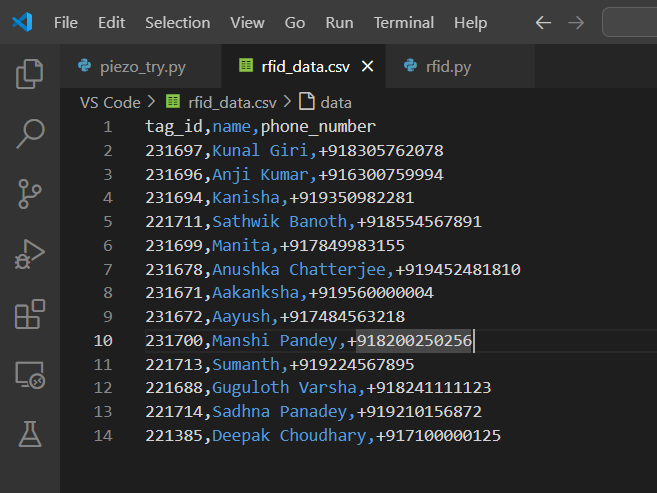 File Edit Selection View Go Run Terminal Help
piezo_try.py rfid_data.csv rfid.py
VS Code > rfid_data.csv > data
1 tag_id,name,phone_number
2 231697,Kunal Giri,+918305762078
3 231696,Anji Kumar,+916300759994
4 231694,Kanisha,+919350982281
5 221711,Sathwik Banoth,+918554567891
6 231699,Manita,+917849983155
7 231678,Anushka Chatterjee,+919452481810
8 231671,Aakanksha,+919560000004
9 231672,Aayush,+917484563218
10 231700,Manshi Pandey,+918200250256
11 221713,Sumanth,+919224567895
12 221688,Guguloth Varsha,+918241111123
13 221714,Sadhna Panadey,+919210156872
14 221385,Deepak Choudhary,+917100000125